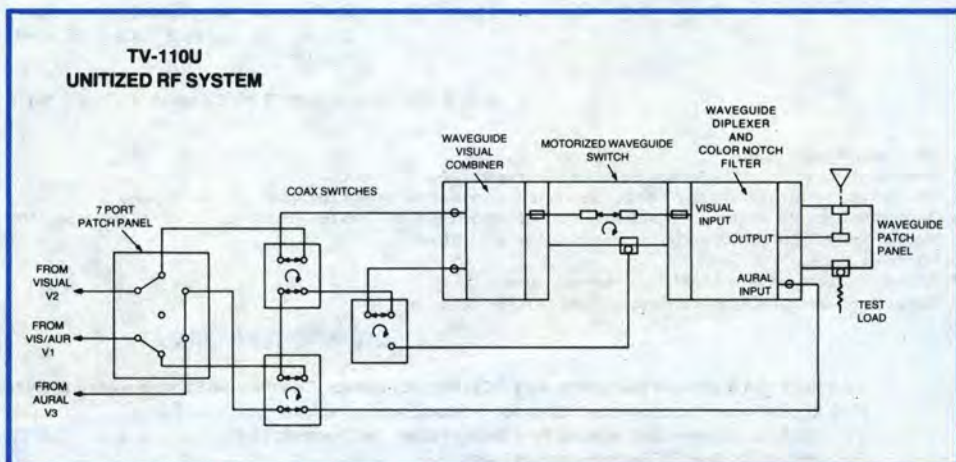 TV-110U
UNITIZED RF SYSTEM
WAVEGUIDE
VISUAL
COMBINER
MOTORIZED WAVEGUIDE
SWITCH
WAVEGUIDE
DIPLEXER
AND
COLOR NOTCH
FILTER
COAX SWITCHES
7 PORT
PATCH PANEL
VISUAL
INPUT
OUTPUT
WAVEGUIDE
PATCH
PANEL
AURAL
INPUT
TEST
LOAD
FROM
VISUAL
V2
FROM
VIS/AUR
V1
FROM
AURAL
V3